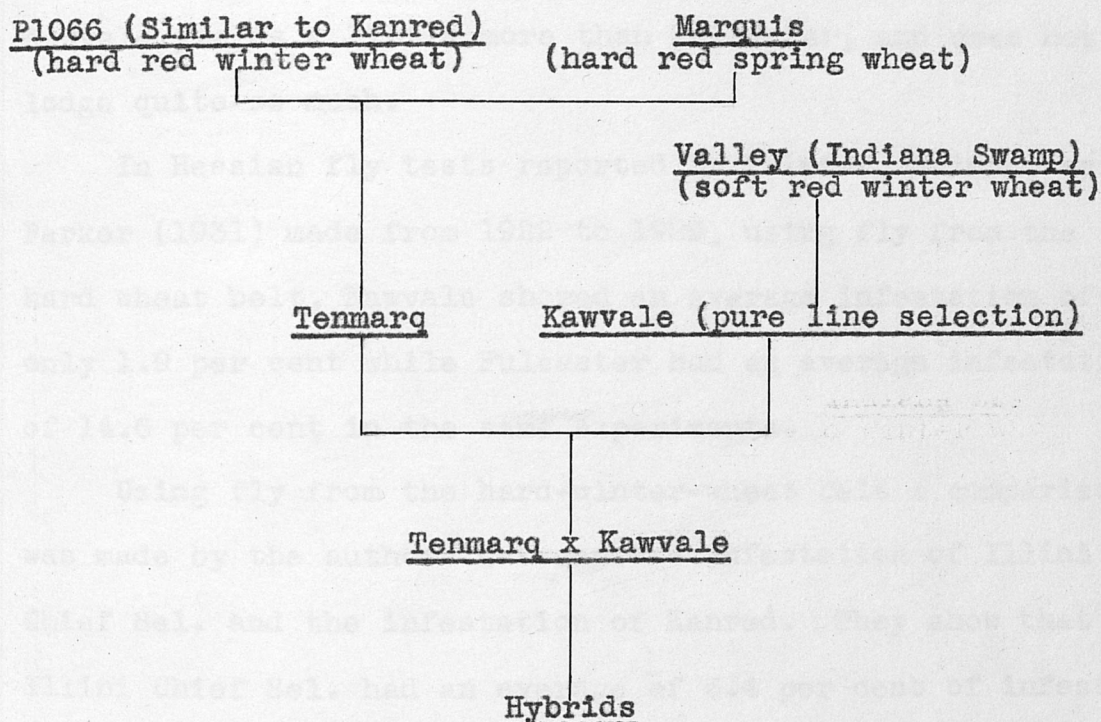 P1066 (Similar to Kanred)
(hard red winter wheat)
Marquis
(hard red spring wheat)
lodge quite as much.
Valley (Indiana Swamp)
(soft red winter wheat)
In Hessian fly tests reported
Parker (1931) made from 1922 to 1929, using fly from the
hard wheat belt, Kawvale showed an average infestation of
Tenmarq
Kawvale (pure line selection)
only 1.9 per cent while Fulcaster had an average
of 14.6 per cent in the experiments.
Using fly from the hard-winter-wheat
was made by the
Tenmarq x Kawvale
of Illini
Chief Sel. and the infestation of Kanred. They show that
Illini Chief Sel. had an average of per cent of
Hybrids